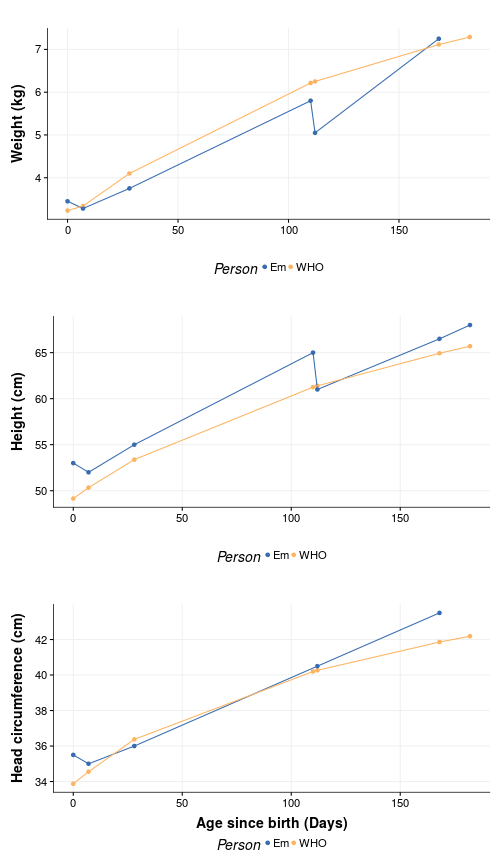 Weight (kg)
7
6
5
4
0 50 100 150
Person Em WHO
Height (cm)
65
60
55
50
0 50 100 150
Person Em WHO
Head circumference (cm)
42
40
38
36
34
0 50 100 150
Age since birth (Days)
Person Em WHO